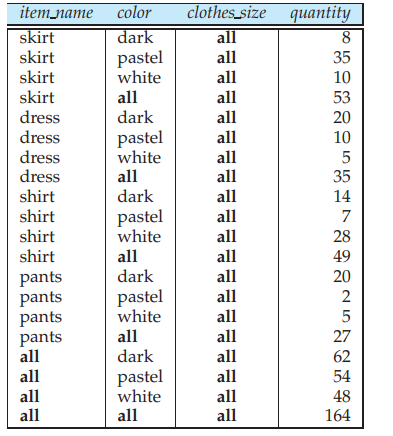 item_name color clothes_size quantity
skirt dark all 8
skirt pastel all 35
skirt white all 10
skirt all all 53
dress dark all 20
dress pastel all 10
dress white all 5
dress all all 35
shirt dark all 14
shirt pastel all 7
shirt white all 28
shirt all all 49
pants dark all 20
pants pastel all 2
pants white all 5
pants all all 27
all dark all 62
all pastel all 54
all white all 48
all all all 164